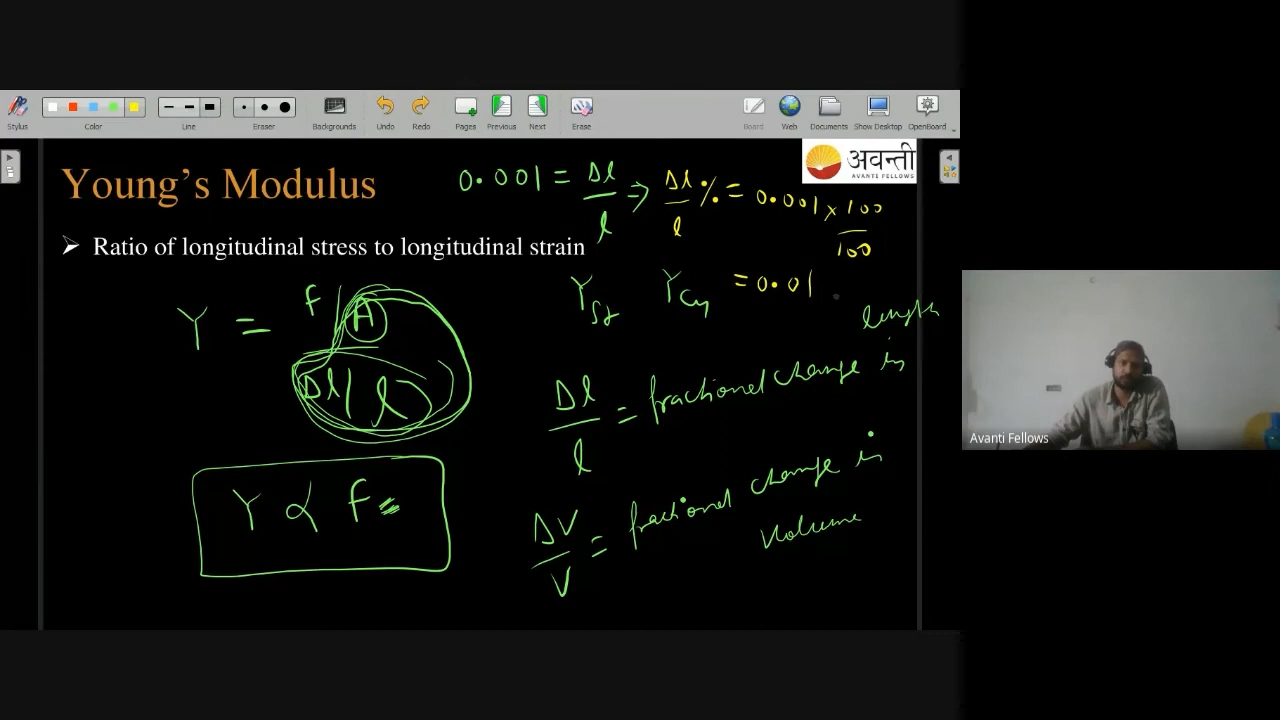 Stylus
Color
Line
Eraser
Backgrounds
Undo
Redo
Pages
Previous
Next
Erase
Board
Web
Documents
Show Desktop
OpenBoard
अवन्ती
AVANTI FELLOWS
Young's Modulus
0.001 = Δl/l ⇒ Δl/l % = 0.001 × 100/100
➢ Ratio of longitudinal stress to longitudinal strain
= 0.01
Y = F/A
Δl/l
Y_St Y_Cu
Δl/l = fractional change in length
Y ∝ F
ΔV/V = fractional change in
volume
Avanti Fellows